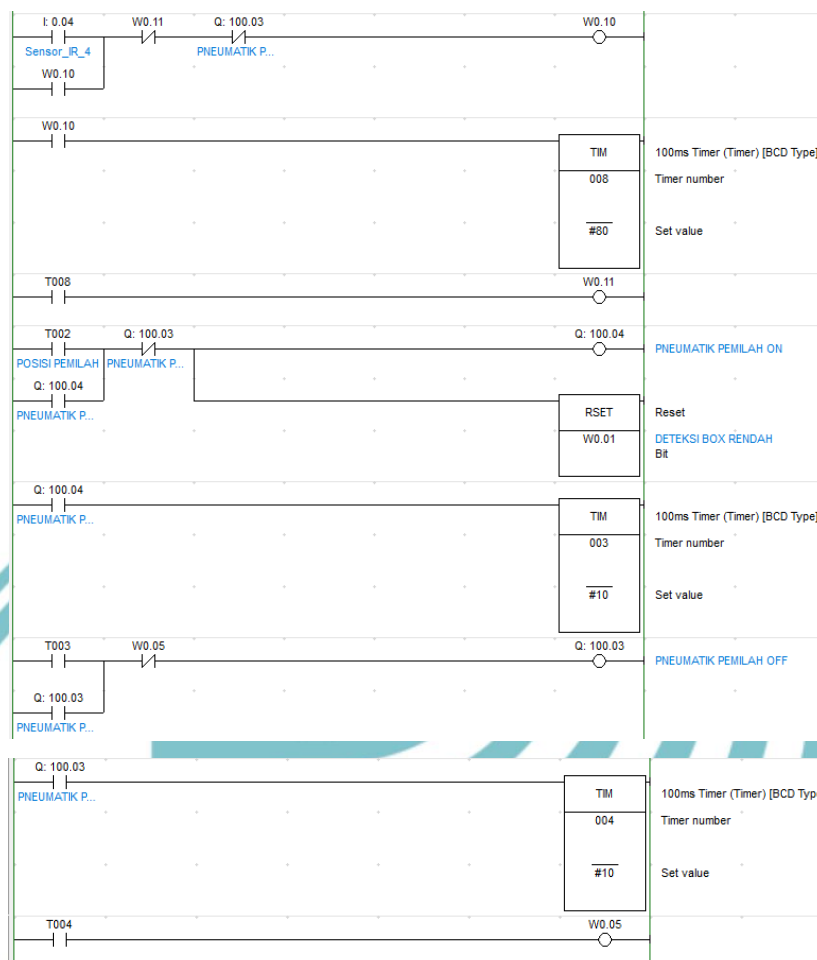 I: 0.04 W0.11 Q: 100.03 W0.10
Sensor_IR_4 PNEUMATIK P...
W0.10
W0.10
TIM 100ms Timer (Timer) [BCD Type]
008 Timer number
#80 Set value
T008 W0.11
T002 Q: 100.03 Q: 100.04
POSISI PEMILAH PNEUMATIK P... PNEUMATIK PEMILAH ON
Q: 100.04
PNEUMATIK P...
RSET Reset
W0.01 DETEKSI BOX RENDAH
Bit
Q: 100.04
PNEUMATIK P...
TIM 100ms Timer (Timer) [BCD Type]
003 Timer number
#10 Set value
T003 W0.05 Q: 100.03
PNEUMATIK PEMILAH OFF
Q: 100.03
PNEUMATIK P...
Q: 100.03
PNEUMATIK P...
TIM 100ms Timer (Timer) [BCD Type
004 Timer number
#10 Set value
T004 W0.05